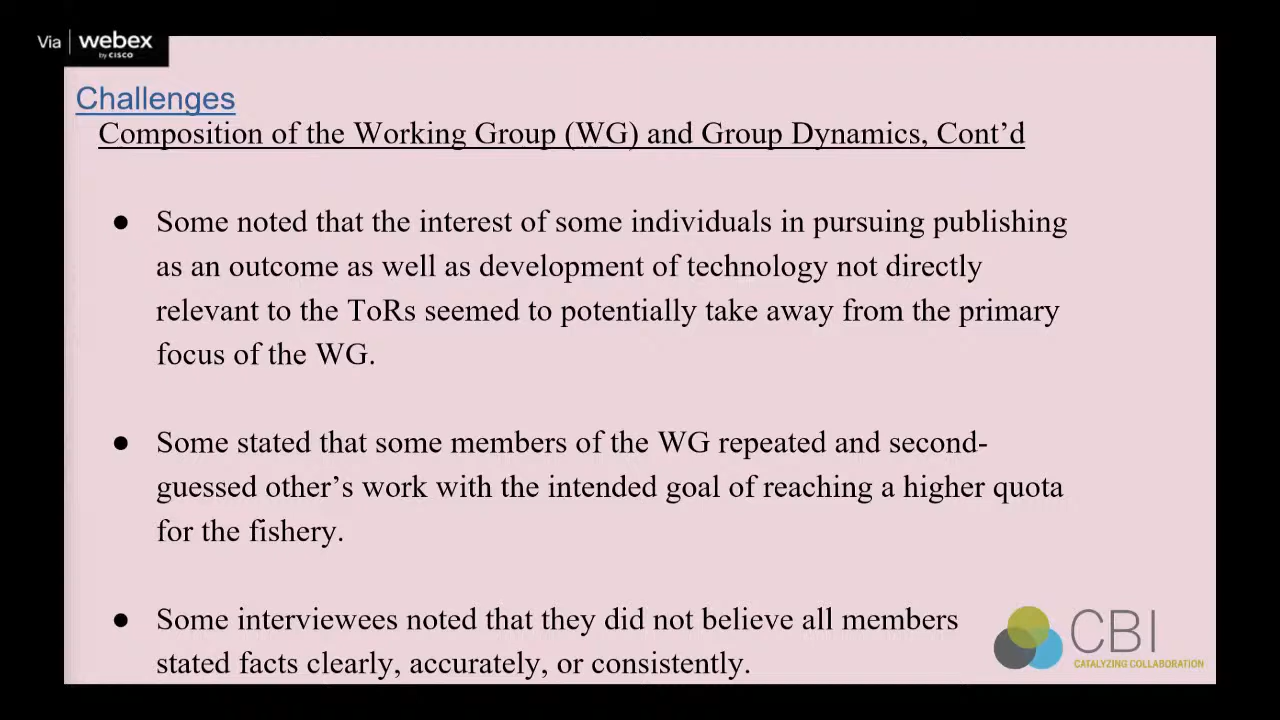 Via webex
by CISCO
Challenges
Composition of the Working Group (WG) and Group Dynamics, Cont’d
● Some noted that the interest of some individuals in pursuing publishing
as an outcome as well as development of technology not directly
relevant to the ToRs seemed to potentially take away from the primary
focus of the WG.
● Some stated that some members of the WG repeated and second-
guessed other’s work with the intended goal of reaching a higher quota
for the fishery.
● Some interviewees noted that they did not believe all members
stated facts clearly, accurately, or consistently.
CBI
CATALYZING COLLABORATION